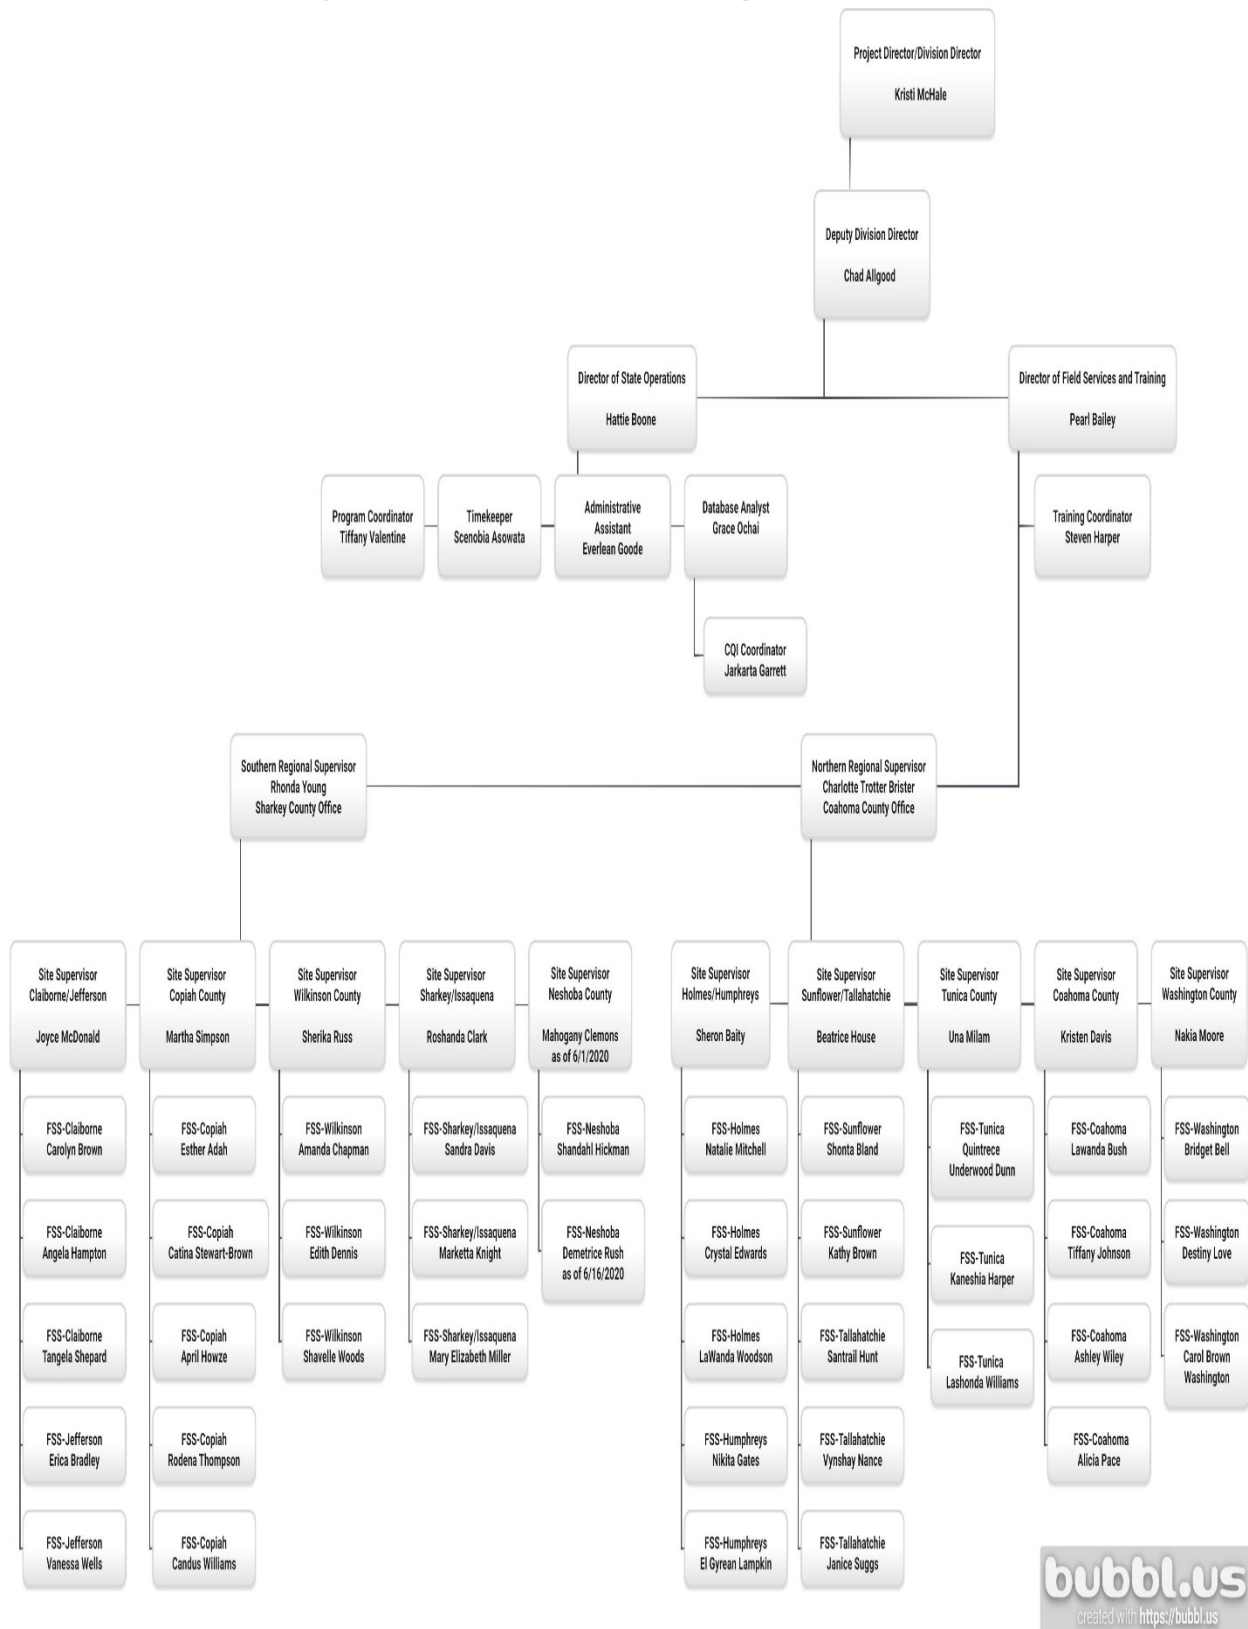 Project Director/Division Director
Kristi McHale
Deputy Division Director
Chad Allgood
Director of State Operations
Hattie Boone
Director of Field Services and Training
Pearl Bailey
Program Coordinator
Tiffany Valentine
Timekeeper
Scenobia Asowata
Administrative
Assistant
Everlean Goode
Database Analyst
Grace Ochai
Training Coordinator
Steven Harper
CQI Coordinator
Jarkarta Garrett
Southern Regional Supervisor
Rhonda Young
Sharkey County Office
Northern Regional Supervisor
Charlotte Trotter Brister
Coahoma County Office
Site Supervisor
Claiborne/Jefferson
Joyce McDonald
Site Supervisor
Copiah County
Martha Simpson
Site Supervisor
Wilkinson County
Sherika Russ
Site Supervisor
Sharkey/Issaquena
Roshanda Clark
Site Supervisor
Neshoba County
Mahogany Clemons
as of 6/1/2020
Site Supervisor
Holmes/Humphreys
Sheron Baity
Site Supervisor
Sunflower/Tallahatchie
Beatrice House
Site Supervisor
Tunica County
Una Milam
Site Supervisor
Coahoma County
Kristen Davis
Site Supervisor
Washington County
Nakia Moore
FSS-Claiborne
Carolyn Brown
FSS-Copiah
Esther Adah
FSS-Wilkinson
Amanda Chapman
FSS-Sharkey/Issaquena
Sandra Davis
FSS-Neshoba
Shandahl Hickman
FSS-Holmes
Natalie Mitchell
FSS-Sunflower
Shonta Bland
FSS-Tunica
Quintrece
Underwood Dunn
FSS-Coahoma
Lawanda Bush
FSS-Washington
Bridget Bell
FSS-Claiborne
Angela Hampton
FSS-Copiah
Catina Stewart-Brown
FSS-Wilkinson
Edith Dennis
FSS-Sharkey/Issaquena
Marketta Knight
FSS-Neshoba
Demetrice Rush
as of 6/16/2020
FSS-Holmes
Crystal Edwards
FSS-Sunflower
Kathy Brown
FSS-Tunica
Kaneshia Harper
FSS-Coahoma
Tiffany Johnson
FSS-Washington
Destiny Love
FSS-Claiborne
Tangela Shepard
FSS-Copiah
April Howze
FSS-Wilkinson
Shavelle Woods
FSS-Sharkey/Issaquena
Mary Elizabeth Miller
FSS-Holmes
LaWanda Woodson
FSS-Tallahatchie
Santrail Hunt
FSS-Tunica
Lashonda Williams
FSS-Coahoma
Ashley Wiley
FSS-Washington
Carol Brown
Washington
FSS-Jefferson
Erica Bradley
FSS-Copiah
Rodena Thompson
FSS-Humphreys
Nikita Gates
FSS-Tallahatchie
Vynshay Nance
FSS-Coahoma
Alicia Pace
FSS-Jefferson
Vanessa Wells
FSS-Copiah
Candus Williams
FSS-Humphreys
El Gyrean Lampkin
FSS-Tallahatchie
Janice Suggs
bubbl.us
created with https://bubbl.us